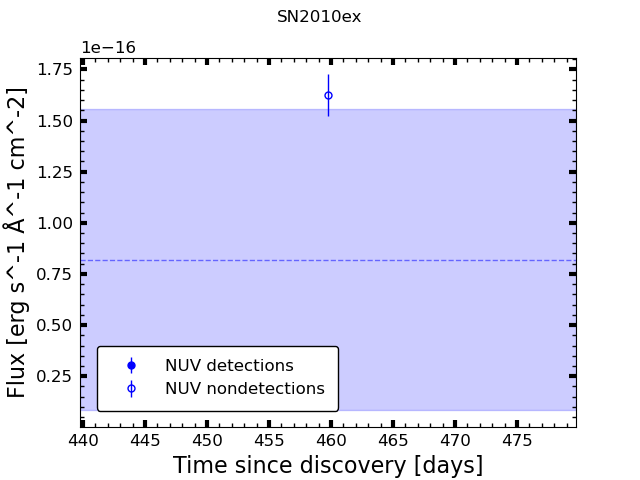 SN2010ex
1e−16
1.75
1.50
1.25
1.00
0.75
0.50
0.25
Flux [erg s^-1 Å^-1 cm^-2]
NUV detections
NUV nondetections
440 445 450 455 460 465 470 475
Time since discovery [days]